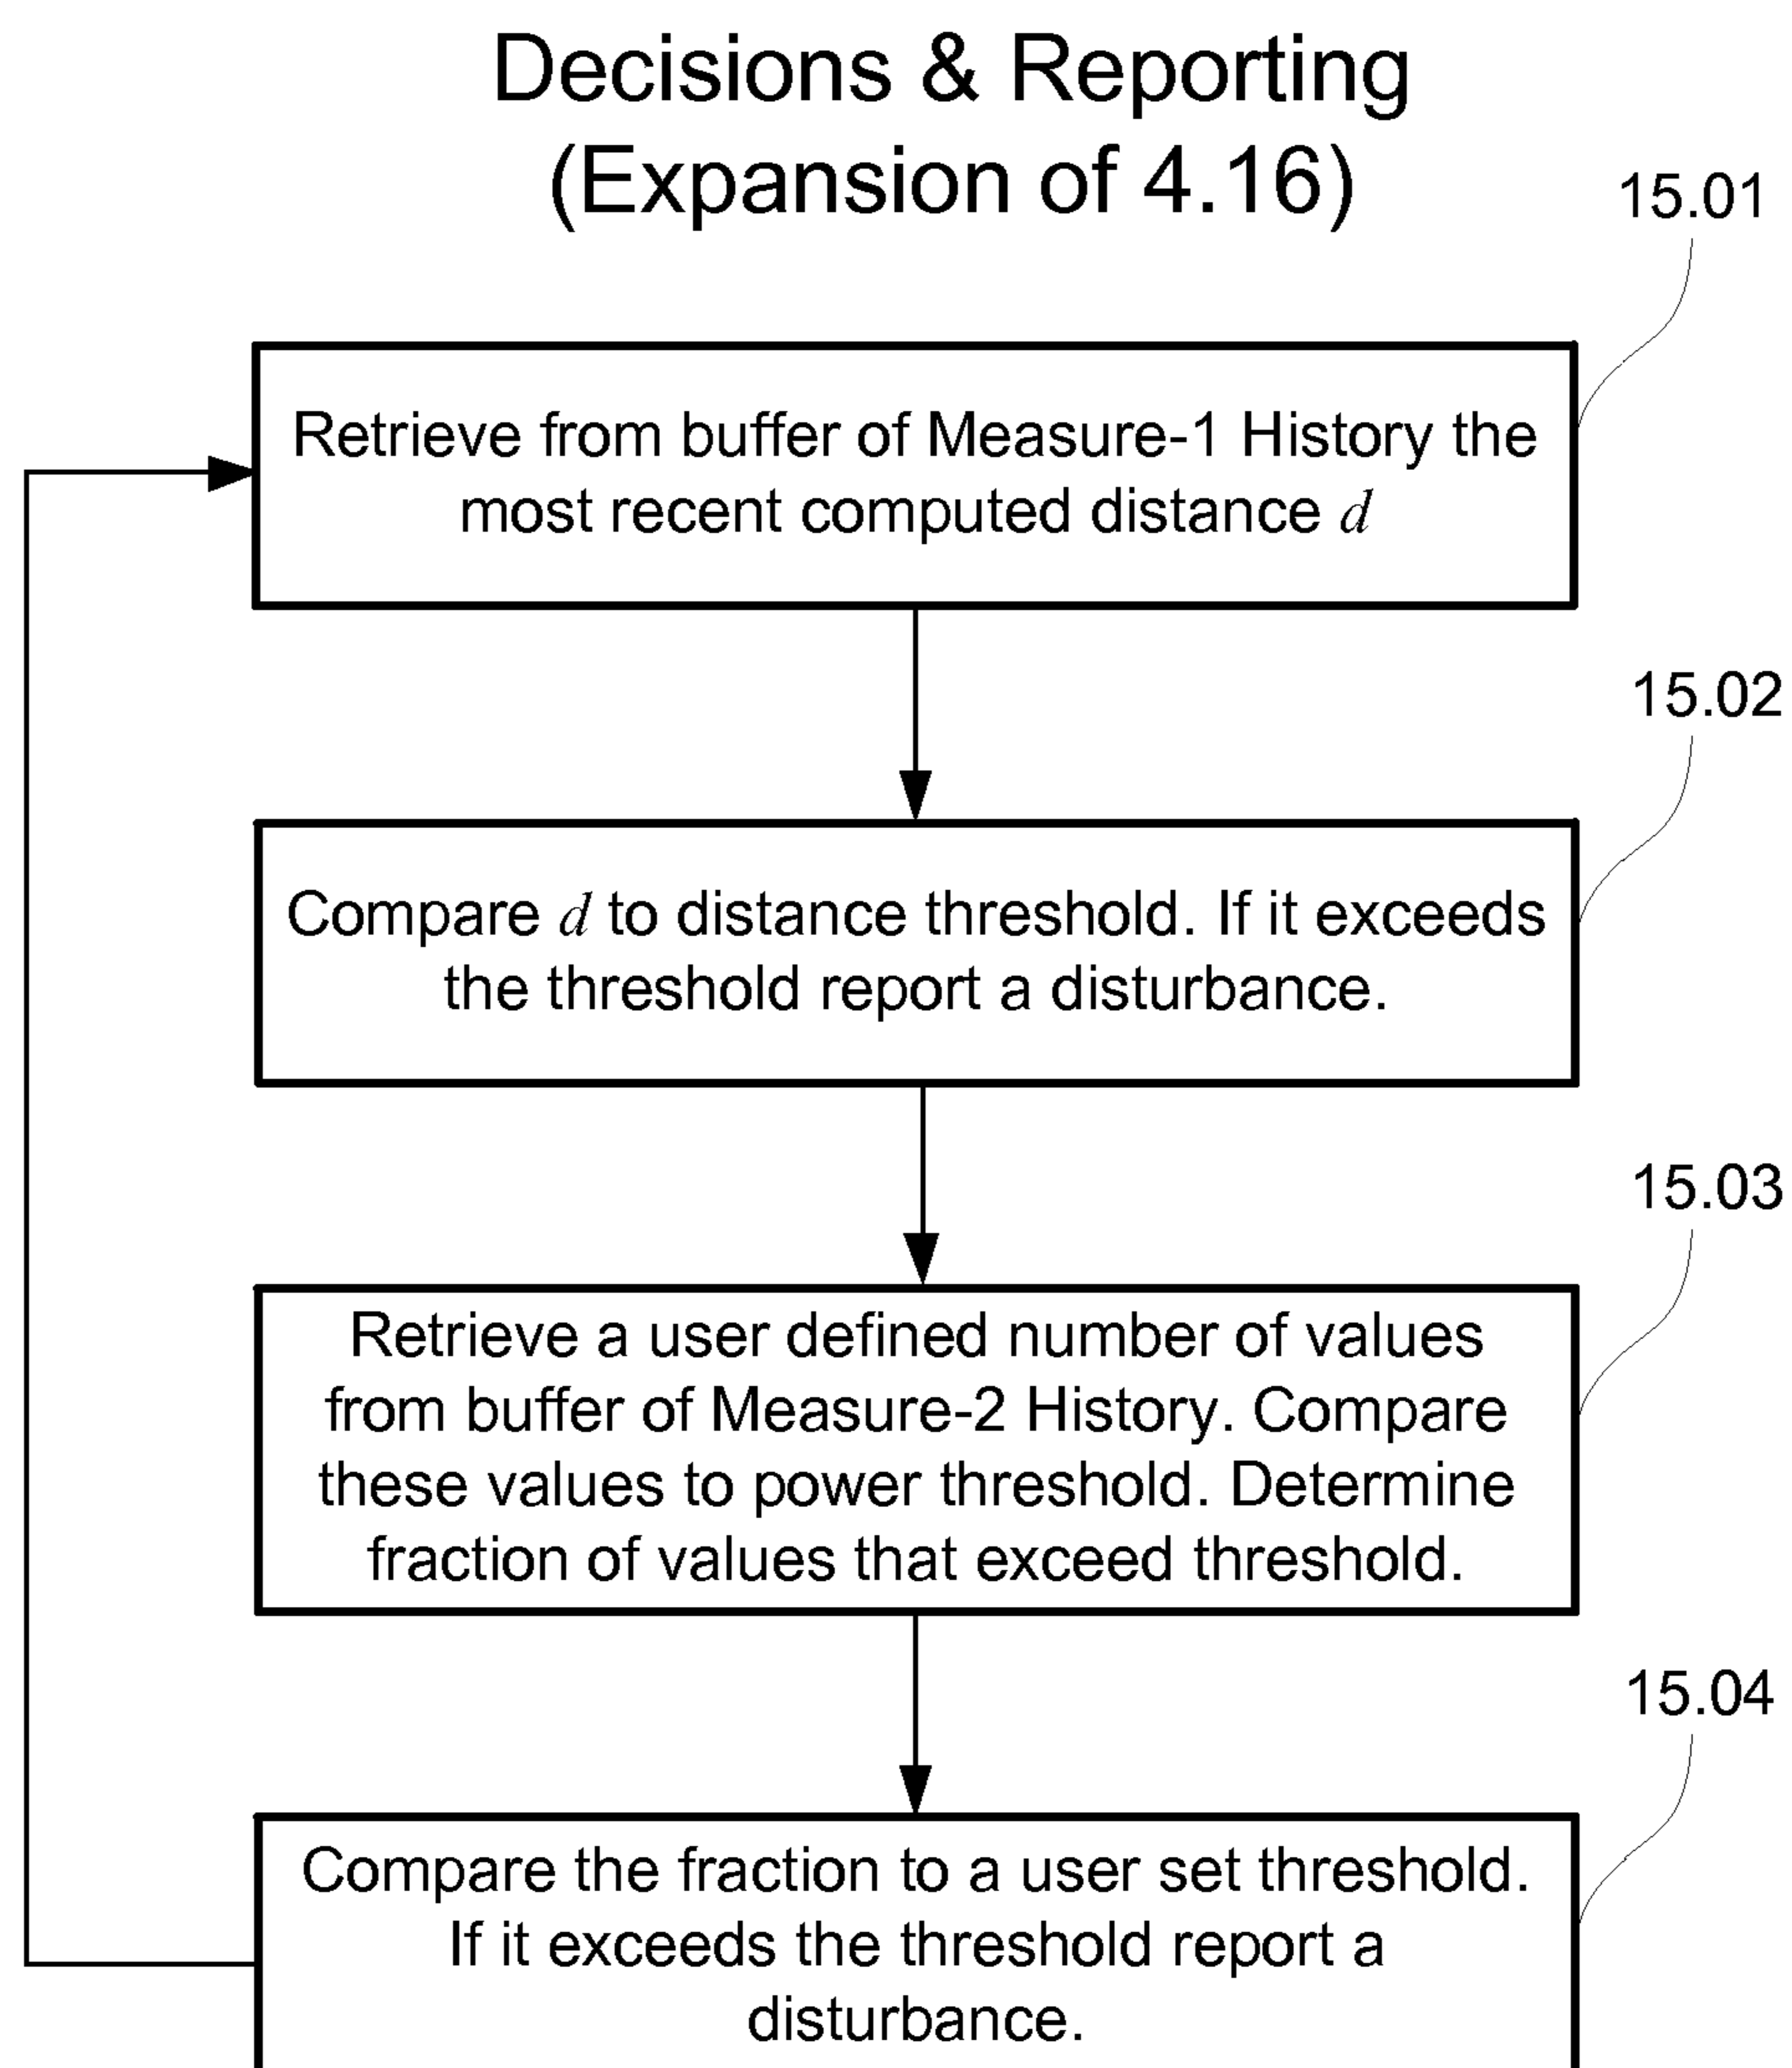 Decisions & Reporting
(Expansion of 4.16)
15.01
Retrieve from buffer of Measure-1 History the
most recent computed distance d
15.02
Compare d to distance threshold. If it exceeds
the threshold report a disturbance.
15.03
Retrieve a user defined number of values
from buffer of Measure-2 History. Compare
these values to power threshold. Determine
fraction of values that exceed threshold.
15.04
Compare the fraction to a user set threshold.
If it exceeds the threshold report a
disturbance.